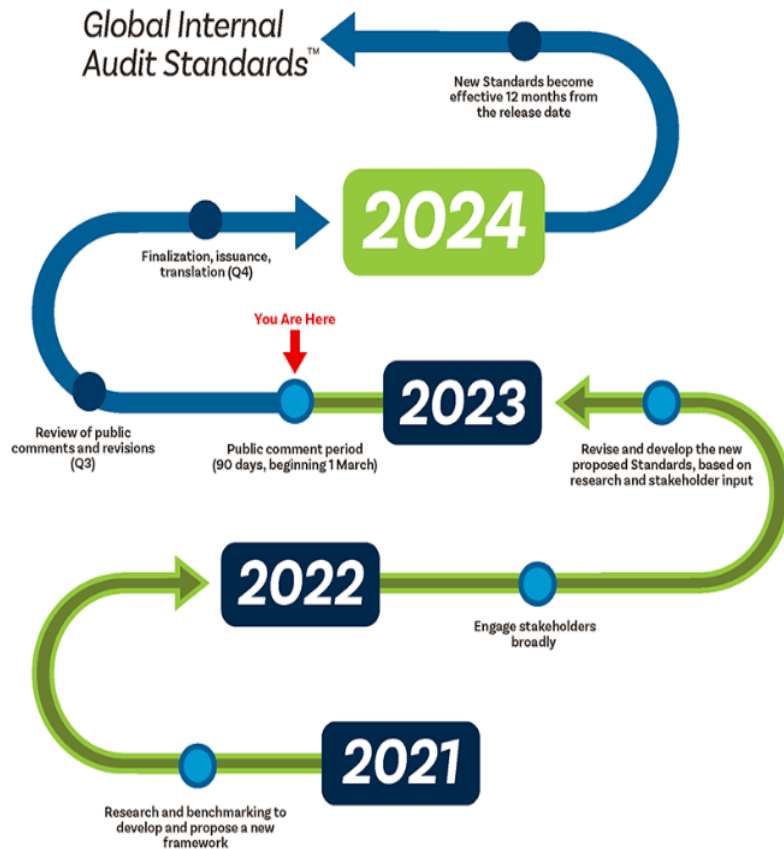 Global Internal
Audit Standards™
New Standards become
effective 12 months from
the release date
2024
Finalization, issuance,
translation (Q4)
You Are Here
2023
Review of public
comments and revisions
(Q3)
Public comment period
(90 days, beginning 1 March)
Revise and develop the new
proposed Standards, based on
research and stakeholder input
2022
Engage stakeholders
broadly
2021
Research and benchmarking to
develop and propose a new
framework